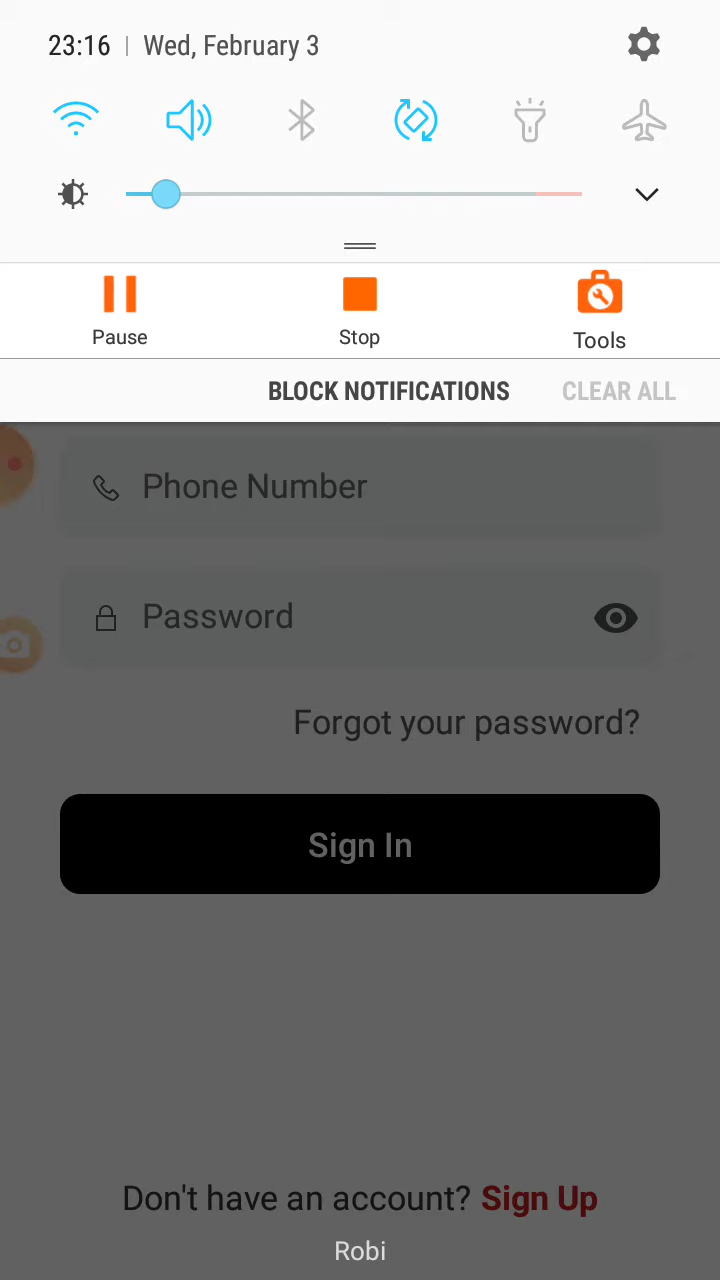 23:16 | Wed, February 3
Pause Stop Tools
BLOCK NOTIFICATIONS CLEAR ALL
Phone Number
Password
Forgot your password?
Sign In
Don't have an account? Sign Up
Robi